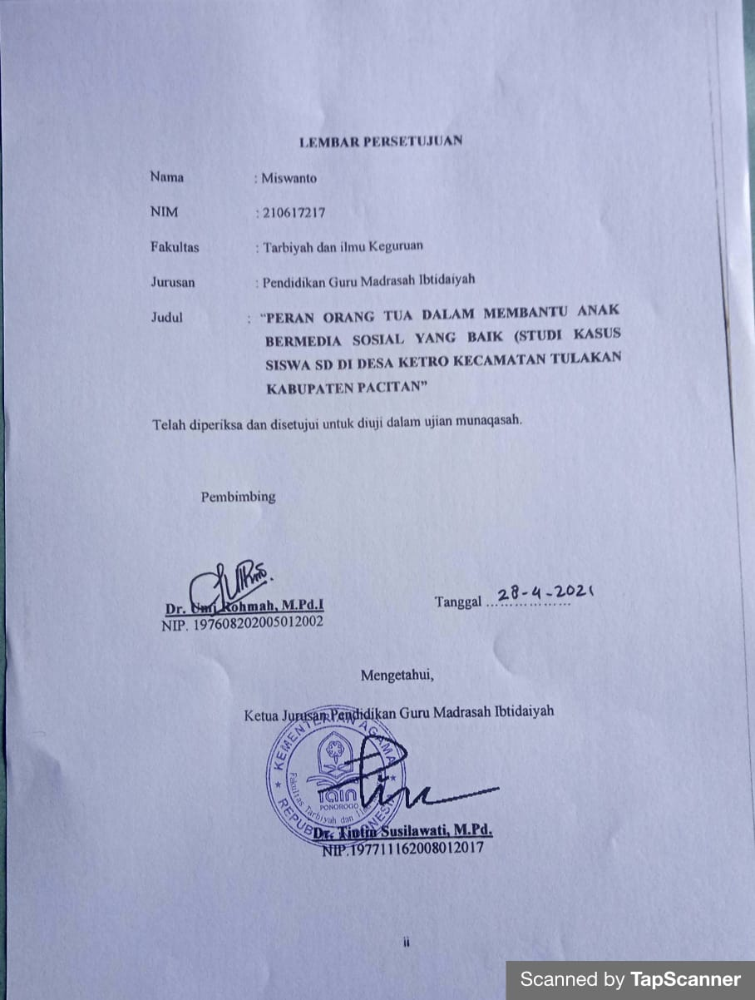 LEMBAR PERSETUJUAN
Nama : Miswanto
NIM : 210617217
Fakultas : Tarbiyah dan ilmu Keguruan
Jurusan : Pendidikan Guru Madrasah Ibtidaiyah
Judul : "PERAN ORANG TUA DALAM MEMBANTU ANAK
BERMEDIA SOSIAL YANG BAIK (STUDI KASUS
SISWA SD DI DESA KETRO KECAMATAN TULAKAN
KABUPATEN PACITAN"
Telah diperiksa dan disetujui untuk diuji dalam ujian munaqasah.
Pembimbing
Dr. Umi Rohmah, M.Pd.I
NIP. 197608202005012002
Tanggal ................... 28-4-2021
Mengetahui,
Ketua Jurusan Pendidikan Guru Madrasah Ibtidaiyah
KEMENTERIAN AGAMA
iain
PONOROGO
Fakultas Tarbiyah dan
REPUB NESIA
Dr. Tintin Susilawati, M.Pd.
NIP.197711162008012017
ii
Scanned by TapScanner